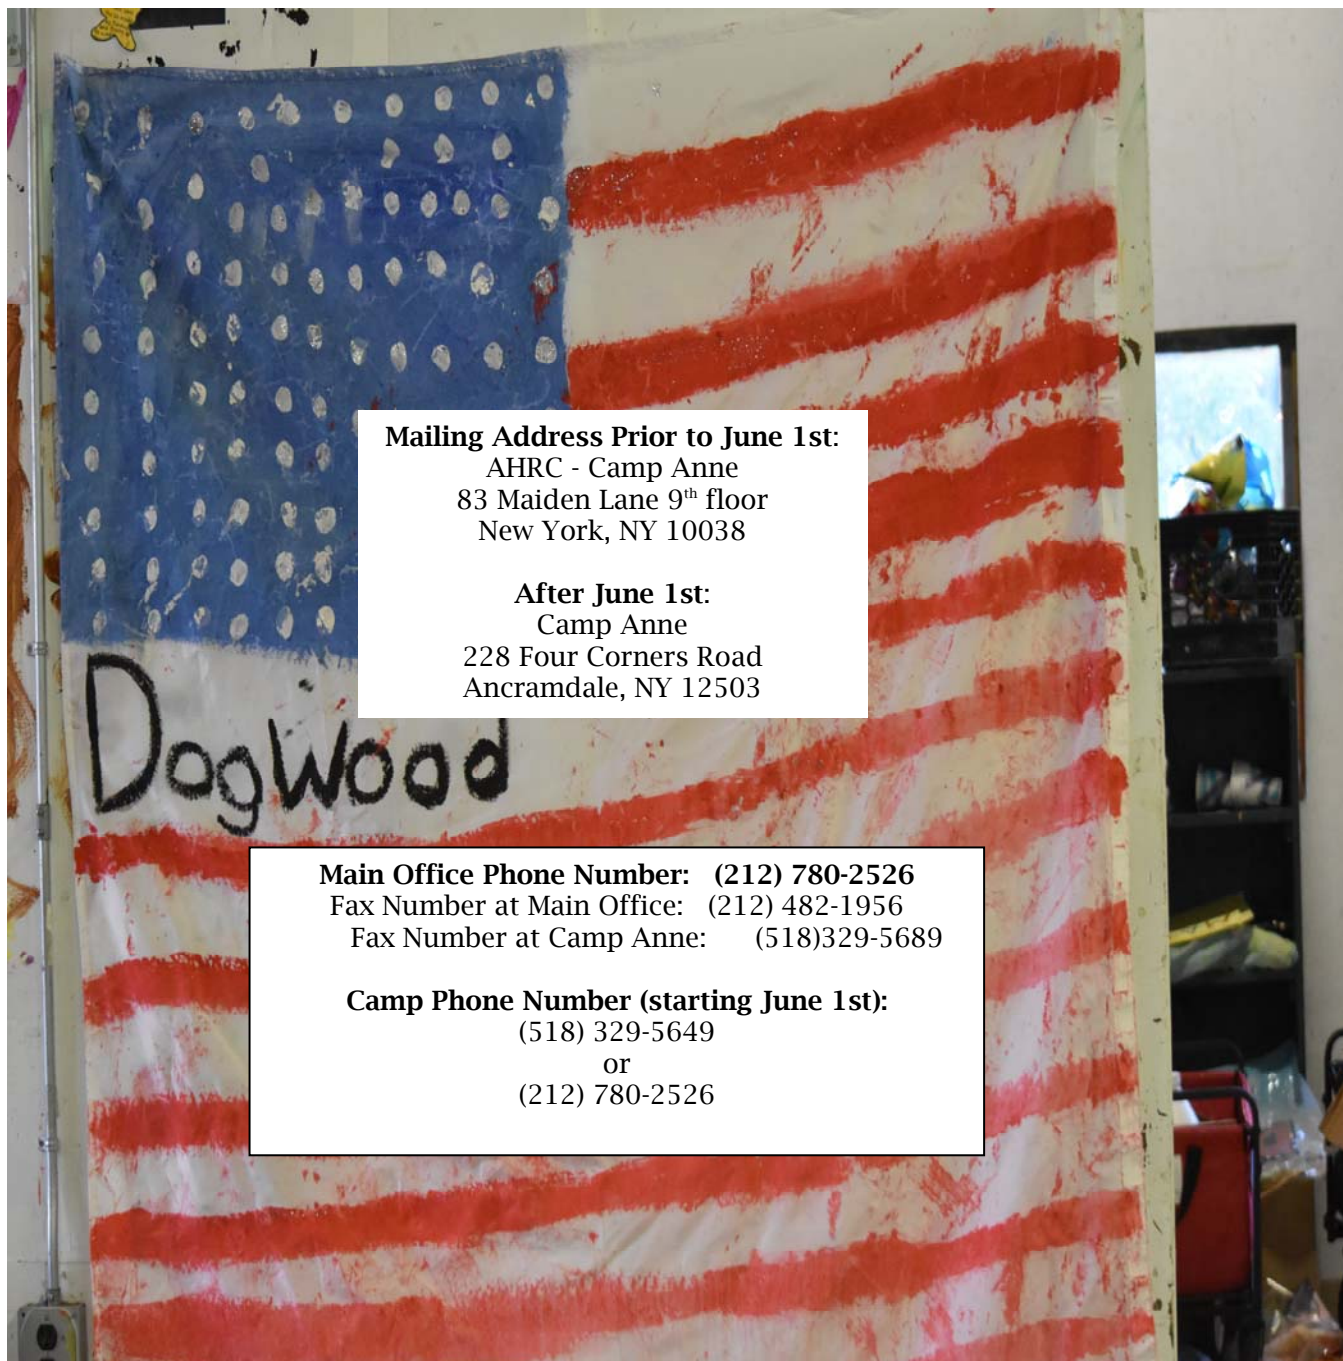 Mailing Address Prior to June 1st:
AHRC - Camp Anne
83 Maiden Lane 9th floor
New York, NY 10038
After June 1st:
Camp Anne
228 Four Corners Road
Ancramdale, NY 12503
DogWood
Main Office Phone Number: (212) 780-2526
Fax Number at Main Office: (212) 482-1956
Fax Number at Camp Anne: (518)329-5689
Camp Phone Number (starting June 1st):
(518) 329-5649
or
(212) 780-2526